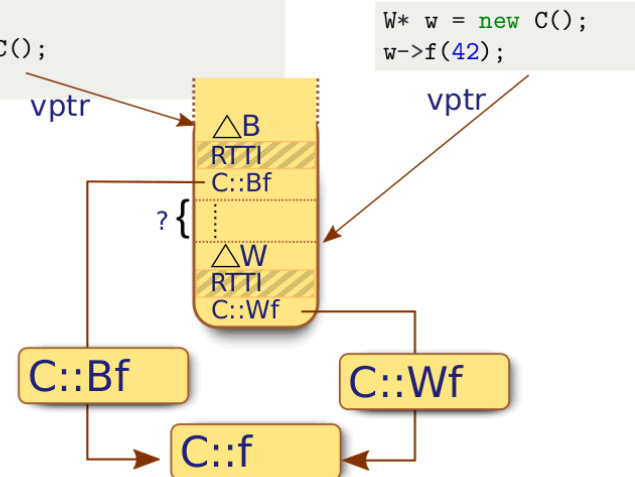 C();
W* w = new C();
w->f(42);
vptr
vptr
△B
RTTI
C::Bf
? {
△W
RTTI
C::Wf
C::Bf
C::Wf
C::f